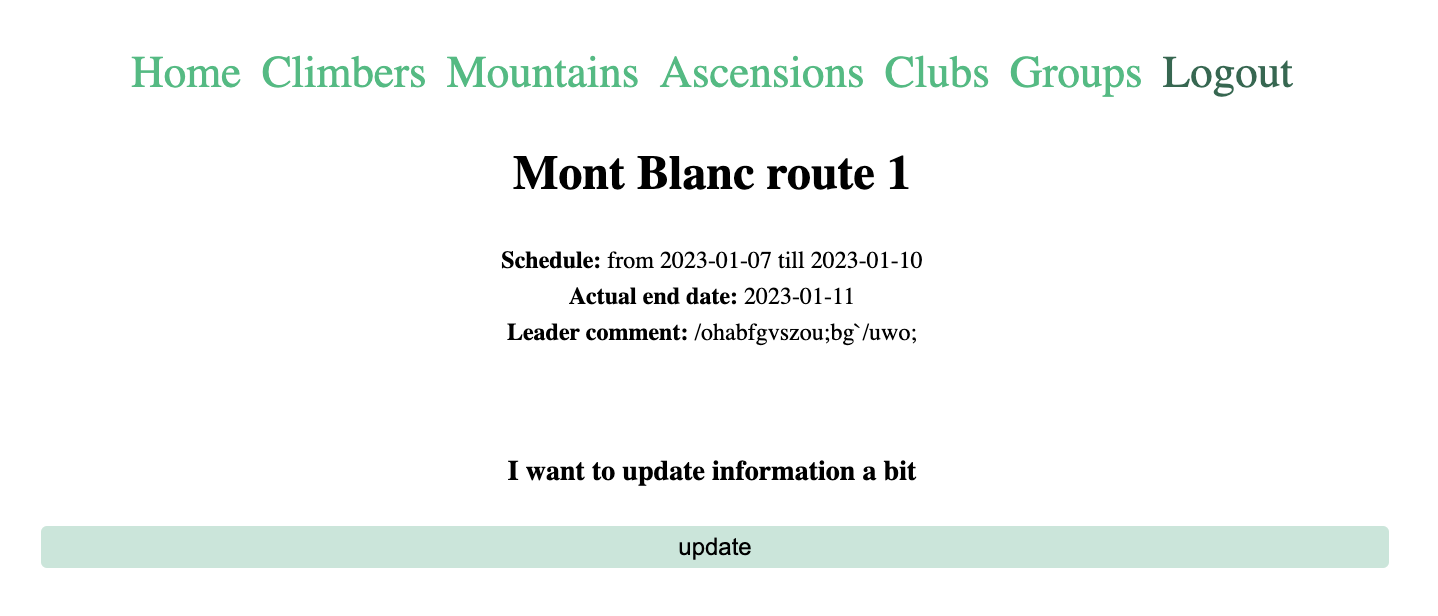 Home Climbers Mountains Ascensions Clubs Groups Logout
Mont Blanc route 1
Schedule: from 2023-01-07 till 2023-01-10
Actual end date: 2023-01-11
Leader comment: /ohabfgvszou;bg`/uwo;
I want to update information a bit
update